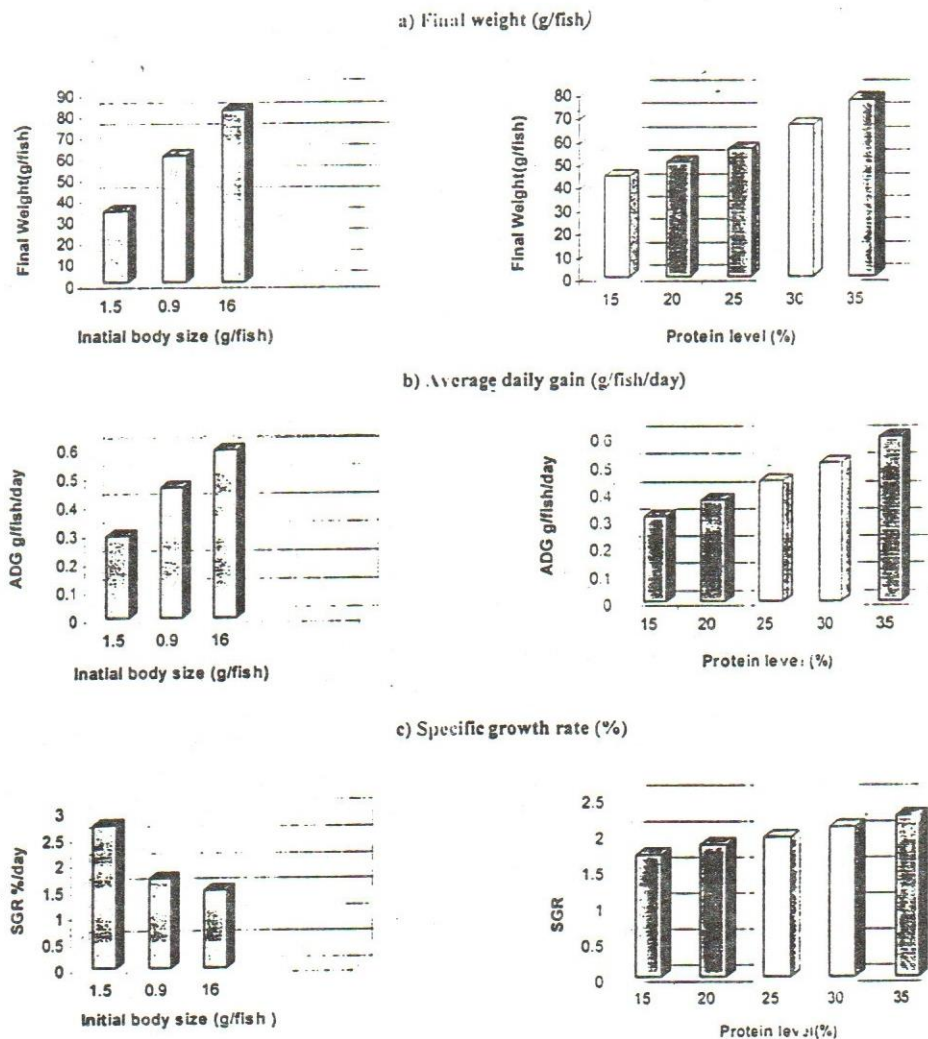 a) Final weight (g/fish)
Final Weight(g/fish)
90
80
70
60
50
40
30
20
10
0
1.5 0.9 16
Inatial body size (g/fish)
Final Weight(g/fish)
80
70
60
50
40
30
20
10
0
15 20 25 30 35
Protein level (%)
b) Average daily gain (g/fish/day)
ADG g/fish/day
0.6
0.5
0.4
0.3
0.2
0.1
0
1.5 0.9 16
Inatial body size (g/fish)
ADG g/fish/day
0.6
0.5
0.4
0.3
0.2
0.1
0
15 20 25 30 35
Protein level (%)
c) Specific growth rate (%)
SGR %/day
3
2.5
2
1.5
1
0.5
0
1.5 0.9 16
Initial body size (g/fish )
SGR
2.5
2
1.5
1
0.5
0
15 20 25 30 35
Protein level(%)